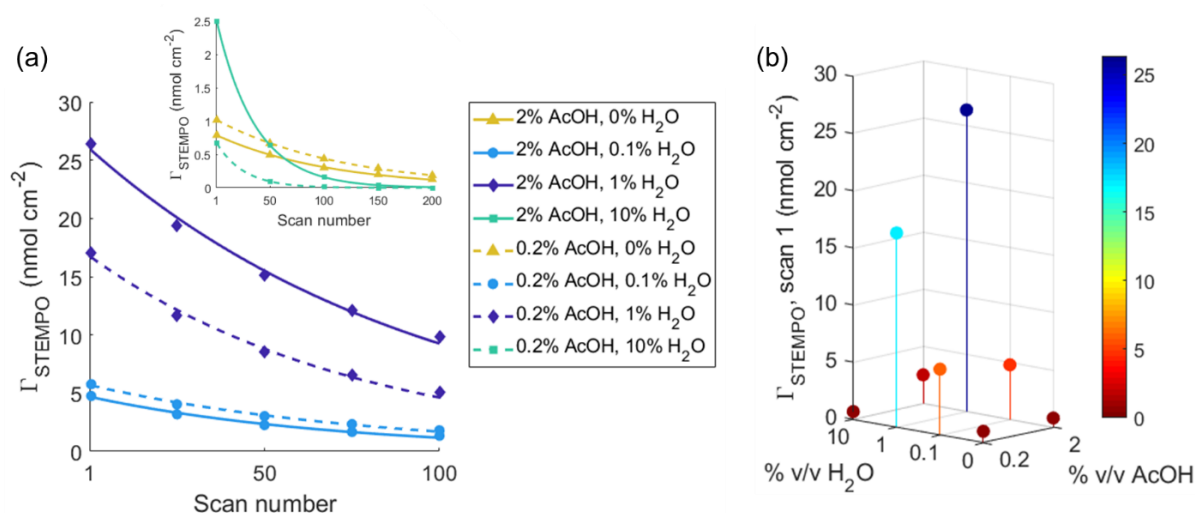 (a)
Γ_STEMPO (nmol cm⁻²)
30
25
20
15
10
5
0
1
50
100
Scan number
Γ_STEMPO (nmol cm⁻²)
2.5
2
1.5
1
0.5
0
1
50
100
150
200
Scan number
2% AcOH, 0% H₂O
2% AcOH, 0.1% H₂O
2% AcOH, 1% H₂O
2% AcOH, 10% H₂O
0.2% AcOH, 0% H₂O
0.2% AcOH, 0.1% H₂O
0.2% AcOH, 1% H₂O
0.2% AcOH, 10% H₂O
(b)
Γ_STEMPO, scan 1 (nmol cm⁻²)
30
25
20
15
10
5
0
10
1
0.1
0
% v/v H₂O
0.2
2
% v/v AcOH
25
20
15
10
5
0